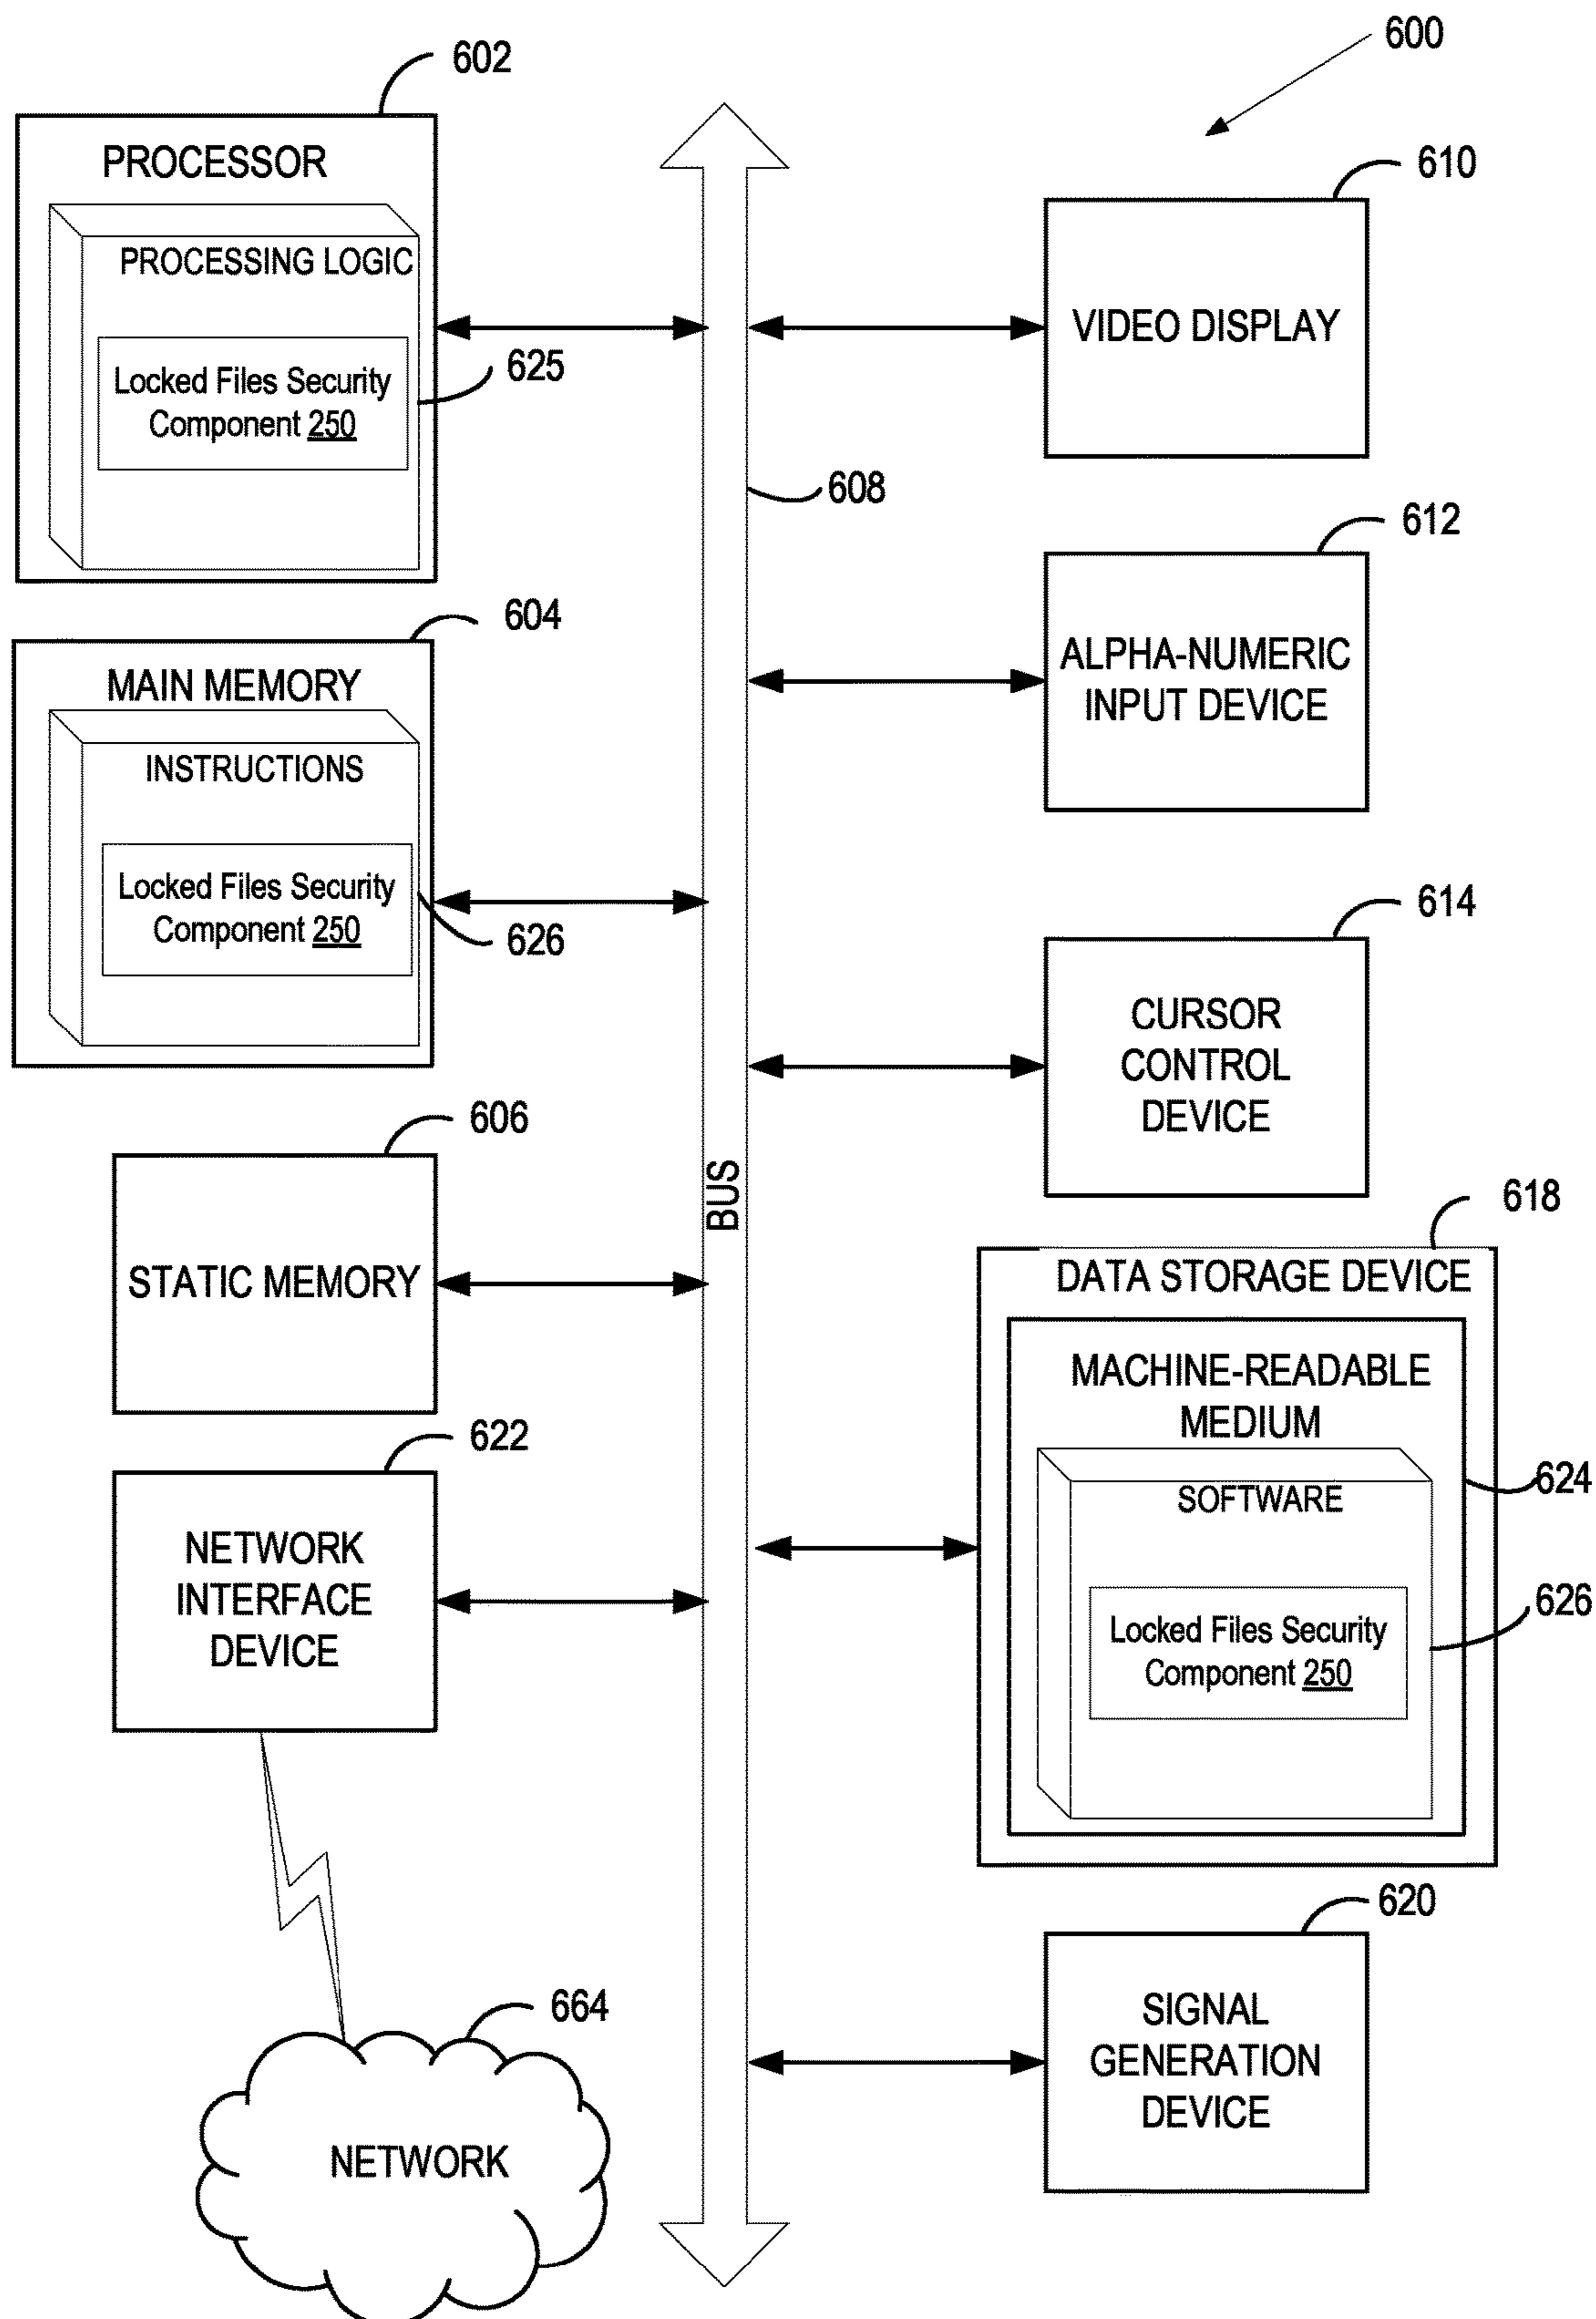 600
602
PROCESSOR
PROCESSING LOGIC
Locked Files Security
Component 250
625
604
MAIN MEMORY
INSTRUCTIONS
Locked Files Security
Component 250
626
606
STATIC MEMORY
622
NETWORK
INTERFACE
DEVICE
664
NETWORK
BUS
608
610
VIDEO DISPLAY
612
ALPHA-NUMERIC
INPUT DEVICE
614
CURSOR
CONTROL
DEVICE
618
DATA STORAGE DEVICE
MACHINE-READABLE
MEDIUM
624
SOFTWARE
626
Locked Files Security
Component 250
620
SIGNAL
GENERATION
DEVICE